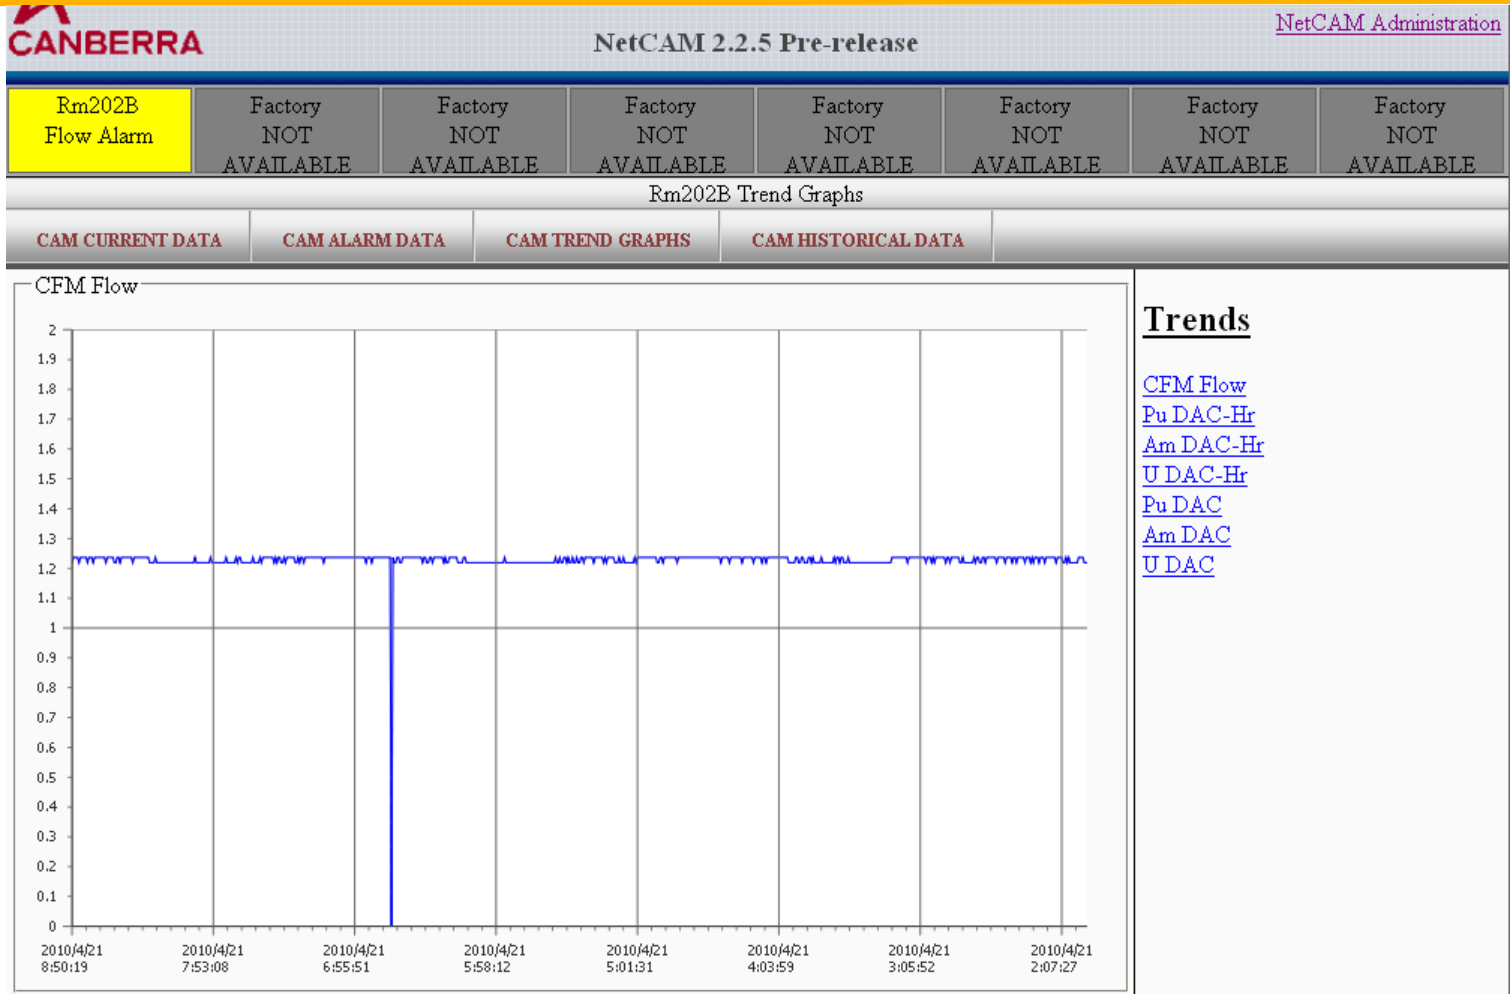 CANBERRA
NetCAM 2.2.5 Pre-release
NetCAM Administration
Rm202B
Flow Alarm
Factory
NOT
AVAILABLE
Factory
NOT
AVAILABLE
Factory
NOT
AVAILABLE
Factory
NOT
AVAILABLE
Factory
NOT
AVAILABLE
Factory
NOT
AVAILABLE
Factory
NOT
AVAILABLE
Rm202B Trend Graphs
CAM CURRENT DATA
CAM ALARM DATA
CAM TREND GRAPHS
CAM HISTORICAL DATA
CFM Flow
2
1.9
1.8
1.7
1.6
1.5
1.4
1.3
1.2
1.1
1
0.9
0.8
0.7
0.6
0.5
0.4
0.3
0.2
0.1
0
2010/4/21
8:50:19
2010/4/21
7:53:08
2010/4/21
6:55:51
2010/4/21
5:58:12
2010/4/21
5:01:31
2010/4/21
4:03:59
2010/4/21
3:05:52
2010/4/21
2:07:27
Trends
CFM Flow
Pu DAC-Hr
Am DAC-Hr
U DAC-Hr
Pu DAC
Am DAC
U DAC